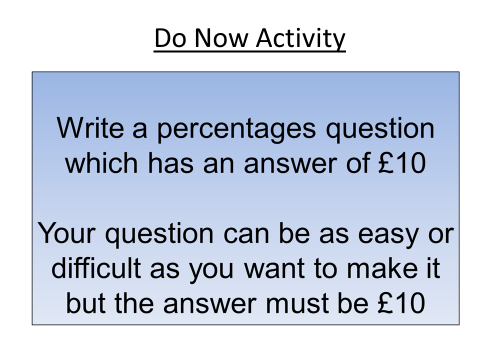 Do Now Activity
Write a percentages question
which has an answer of £10
Your question can be as easy or
difficult as you want to make it
but the answer must be £10